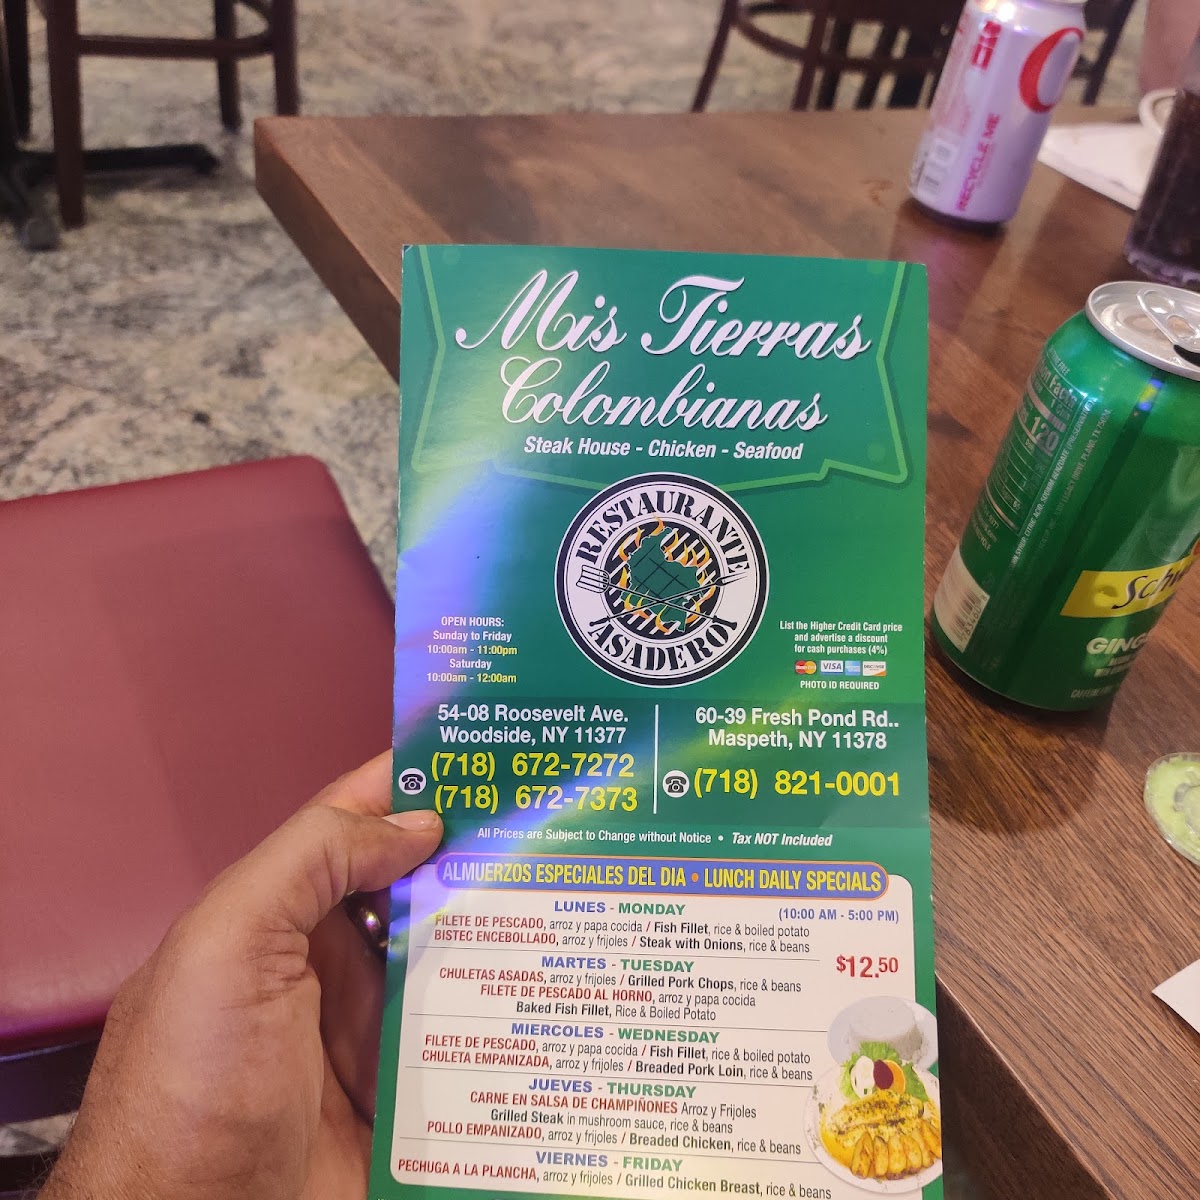 RECYCLE ME
Mis Tierras
Colombianas
Steak House - Chicken - Seafood
RESTAURANTE
ASADERO
OPEN HOURS:
Sunday to Friday
10:00am - 11:00pm
Saturday
10:00am - 12:00am
List the Higher Credit Card price
and advertise a discount
for cash purchases (4%)
VISA
PHOTO ID REQUIRED
54-08 Roosevelt Ave.
Woodside, NY 11377
(718) 672-7272
(718) 672-7373
60-39 Fresh Pond Rd..
Maspeth, NY 11378
(718) 821-0001
All Prices are Subject to Change without Notice • Tax NOT Included
ALMUERZOS ESPECIALES DEL DIA • LUNCH DAILY SPECIALS
LUNES - MONDAY
(10:00 AM - 5:00 PM)
FILETE DE PESCADO, arroz y papa cocida / Fish Fillet, rice & boiled potato
BISTEC ENCEBOLLADO, arroz y frijoles / Steak with Onions, rice & beans
$12.50
MARTES - TUESDAY
CHULETAS ASADAS, arroz y frijoles / Grilled Pork Chops, rice & beans
FILETE DE PESCADO AL HORNO, arroz y papa cocida
Baked Fish Fillet, Rice & Boiled Potato
MIERCOLES - WEDNESDAY
FILETE DE PESCADO, arroz y papa cocida / Fish Fillet, rice & boiled potato
CHULETA EMPANIZADA, arroz y frijoles / Breaded Pork Loin, rice & beans
JUEVES - THURSDAY
CARNE EN SALSA DE CHAMPIÑONES Arroz y Frijoles
Grilled Steak in mushroom sauce, rice & beans
POLLO EMPANIZADO, arroz y frijoles / Breaded Chicken, rice & beans
VIERNES - FRIDAY
PECHUGA A LA PLANCHA, arroz y frijoles / Grilled Chicken Breast, rice & beans
120